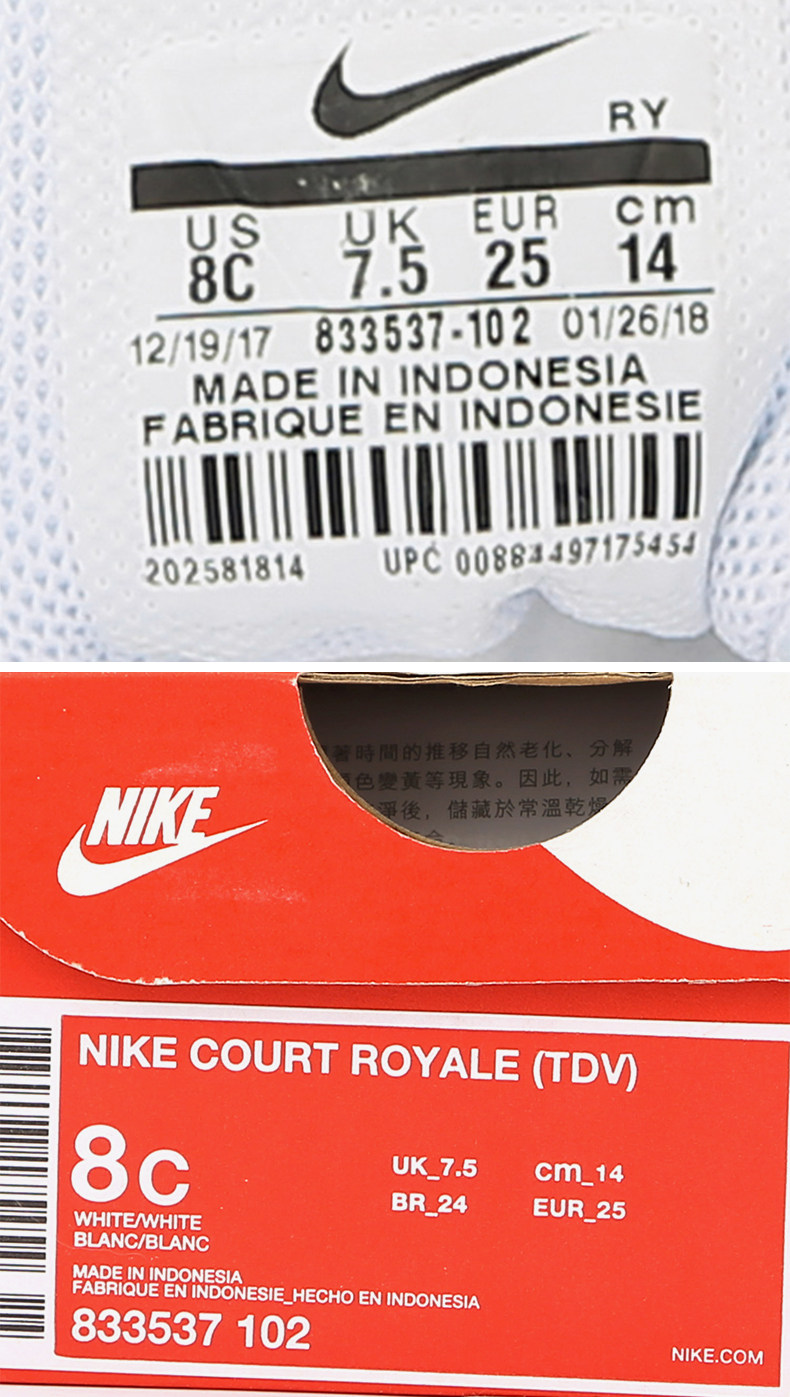 RY
US UK EUR cm
8C 7.5 25 14
12/19/17 833537-102 01/26/18
MADE IN INDONESIA
FABRIQUE EN INDONESIE
202581814 UPC 00884497175454
著時間的推移自然老化、分解
色變黃等現象。因此，如需
淨後，儲藏於常溫乾燥
NIKE
NIKE COURT ROYALE (TDV)
8C
UK_7.5 cm_14
BR_24 EUR_25
WHITE/WHITE
BLANC/BLANC
MADE IN INDONESIA
FABRIQUE EN INDONESIE_HECHO EN INDONESIA
833537 102
NIKE.COM